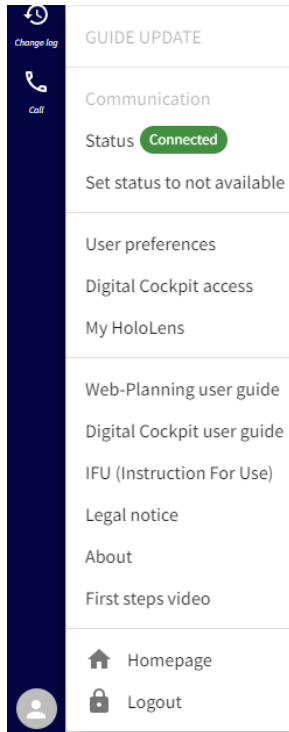 Change log
Call
GUIDE UPDATE
Communication
Status Connected
Set status to not available
User preferences
Digital Cockpit access
My HoloLens
Web-Planning user guide
Digital Cockpit user guide
IFU (Instruction For Use)
Legal notice
About
First steps video
Homepage
Logout